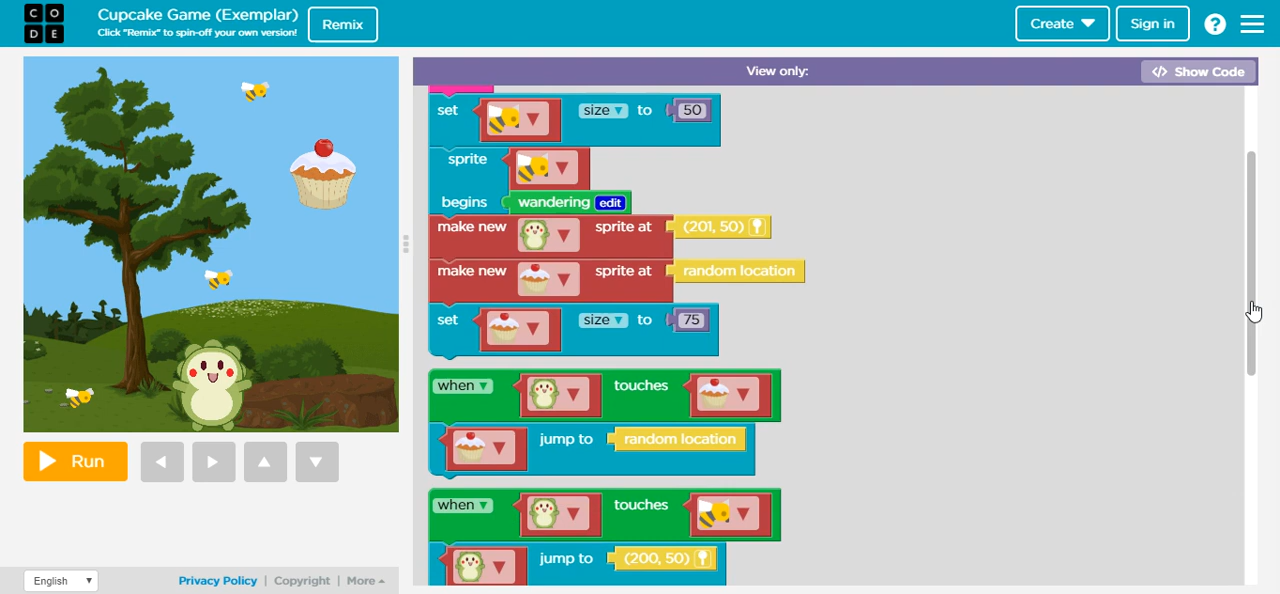 CODE
Cupcake Game (Exemplar)
Click "Remix" to spin-off your own version!
Remix
Create
Sign in
?
View only:
</> Show Code
set size to 50
sprite
begins wandering edit
make new sprite at (201, 50)
make new sprite at random location
set size to 75
when touches
jump to random location
when touches
jump to (200, 50)
Run
English
Privacy Policy | Copyright | More